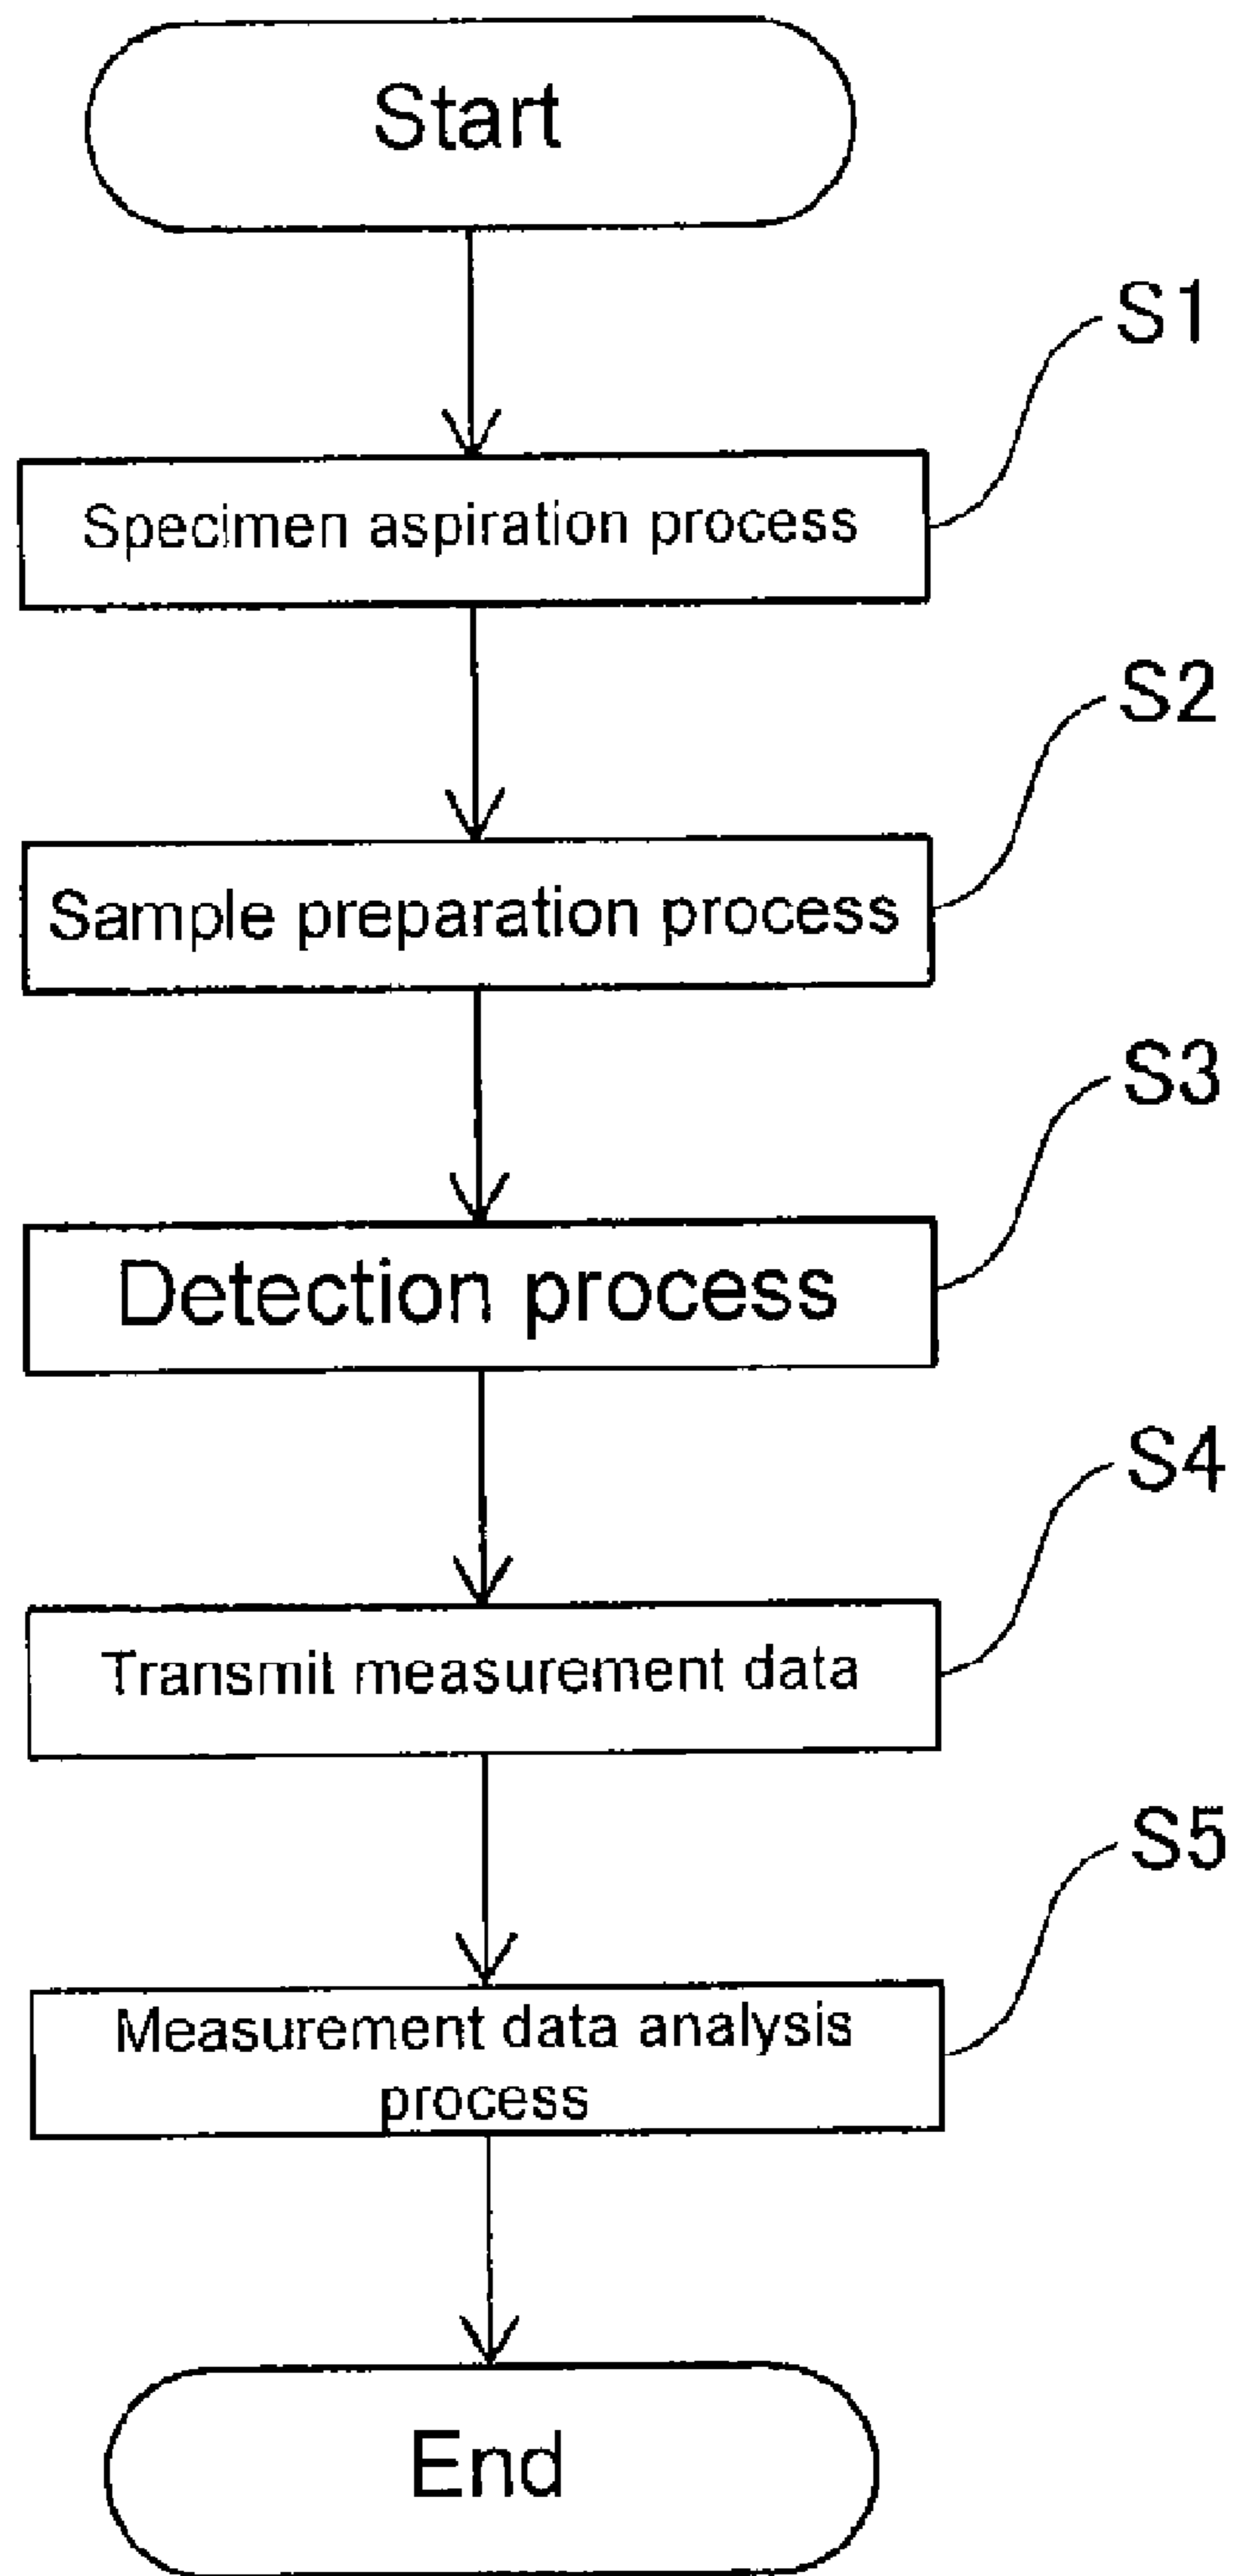 Start
S1
Specimen aspiration process
S2
Sample preparation process
S3
Detection process
S4
Transmit measurement data
S5
Measurement data analysis
process
End